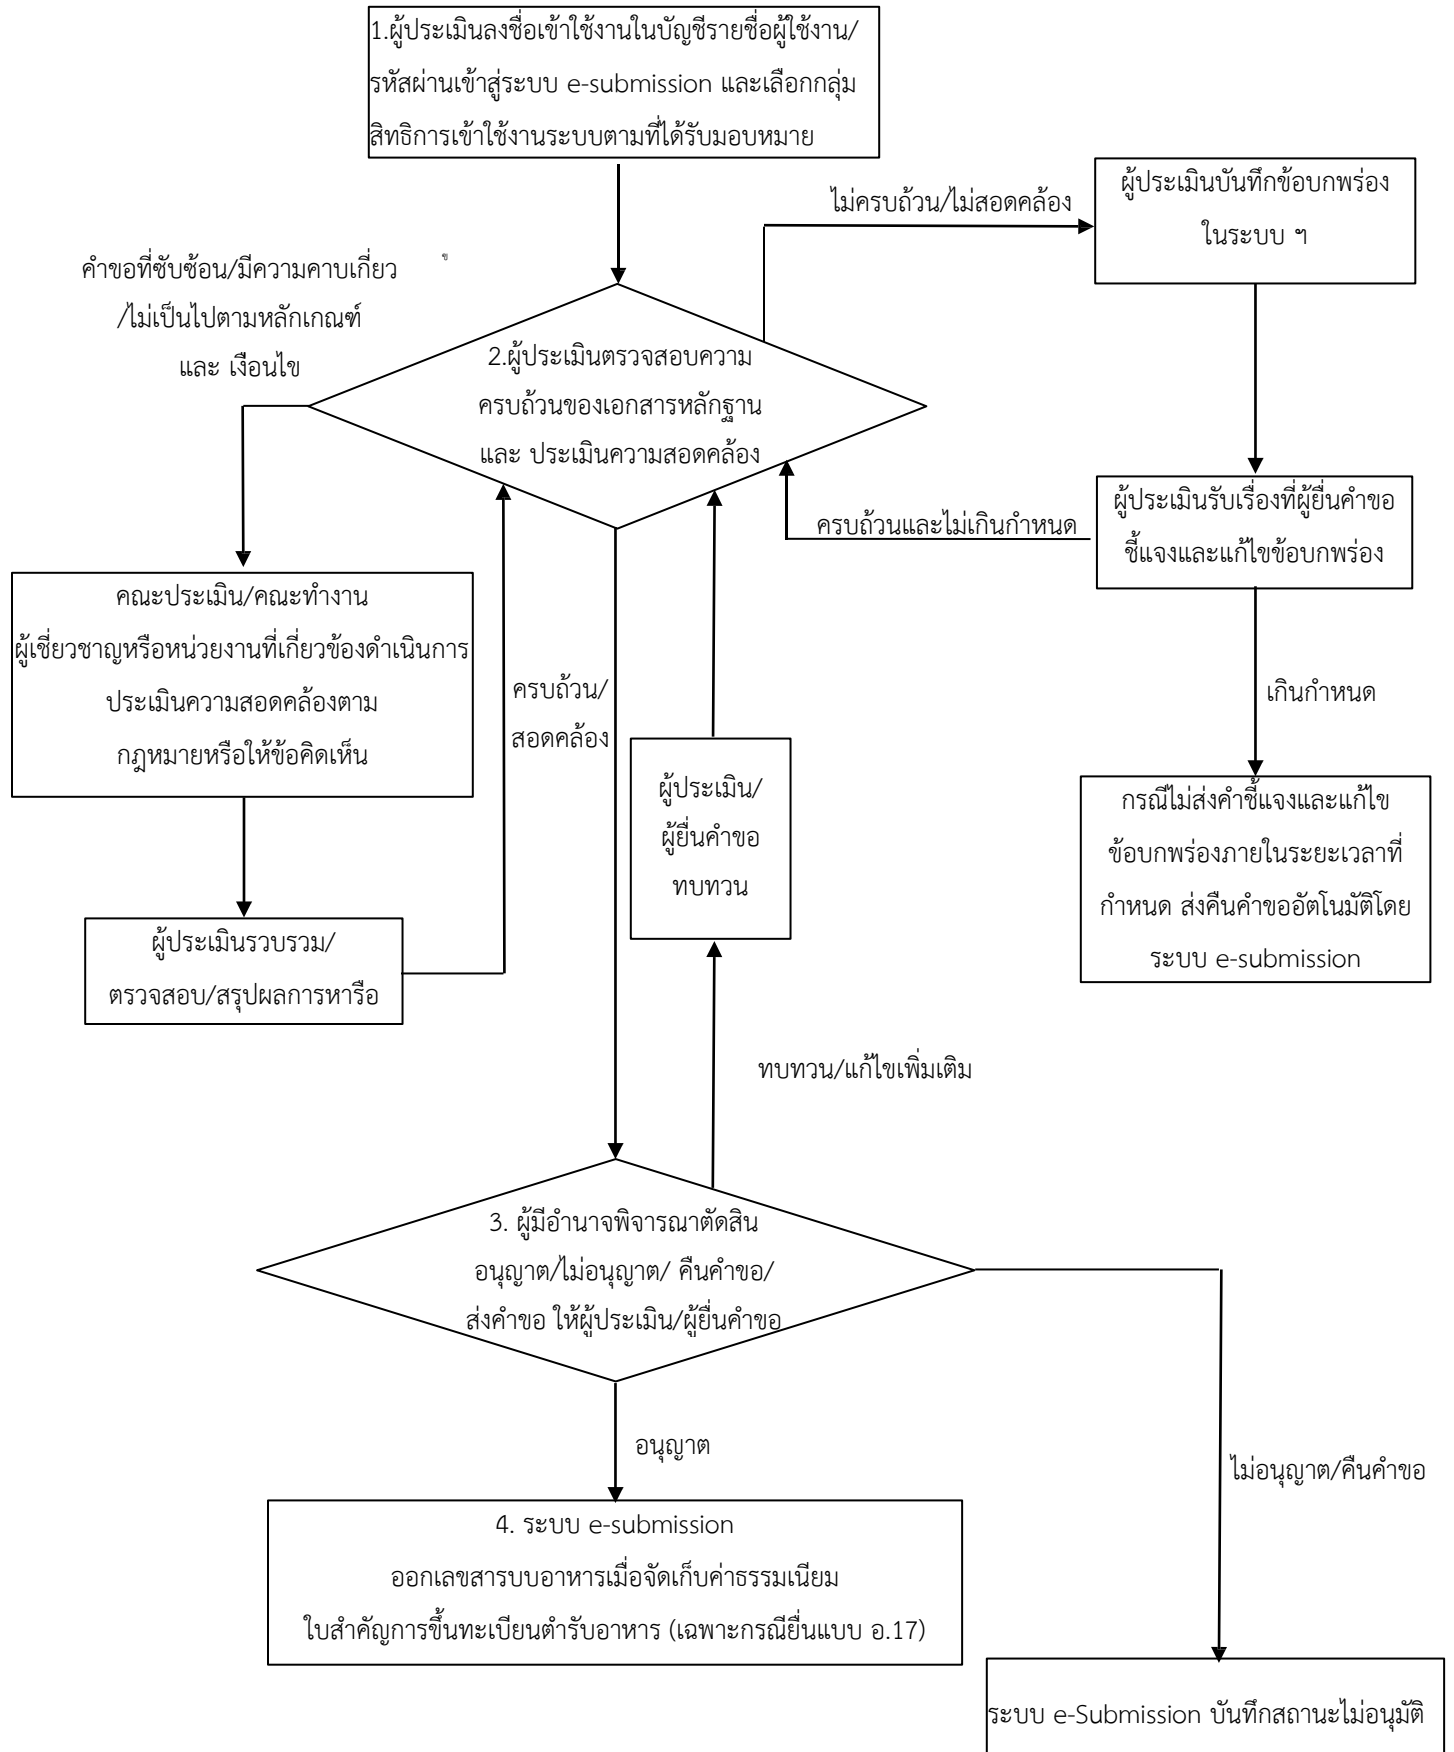 1.ผู้ประเมินลงชื่อเข้าใช้งานในบัญชีรายชื่อผู้ใช้งาน/
รหัสผ่านเข้าสู่ระบบ e-submission และเลือกกลุ่ม
สิทธิการเข้าใช้งานระบบตามที่ได้รับมอบหมาย
ไม่ครบถ้วน/ไม่สอดคล้อง
ผู้ประเมินบันทึกข้อบกพร่อง
ในระบบ ฯ
คำขอที่ซับซ้อน/มีความคาบเกี่ยว
/ไม่เป็นไปตามหลักเกณฑ์
และ เงือนไข
2.ผู้ประเมินตรวจสอบความ
ครบถ้วนของเอกสารหลักฐาน
และ ประเมินความสอดคล้อง
ครบถ้วนและไม่เกินกำหนด
ผู้ประเมินรับเรื่องที่ผู้ยื่นคำขอ
ชี้แจงและแก้ไขข้อบกพร่อง
คณะประเมิน/คณะทำงาน
ผู้เชี่ยวชาญหรือหน่วยงานที่เกี่ยวข้องดำเนินการ
ประเมินความสอดคล้องตาม
กฎหมายหรือให้ข้อคิดเห็น
ครบถ้วน/
สอดคล้อง
เกินกำหนด
ผู้ประเมิน/
ผู้ยื่นคำขอ
ทบทวน
กรณีไม่ส่งคำชี้แจงและแก้ไข
ข้อบกพร่องภายในระยะเวลาที่
กำหนด ส่งคืนคำขออัตโนมัติโดย
ระบบ e-submission
ผู้ประเมินรวบรวม/
ตรวจสอบ/สรุปผลการหารือ
ทบทวน/แก้ไขเพิ่มเติม
3. ผู้มีอำนาจพิจารณาตัดสิน
อนุญาต/ไม่อนุญาต/ คืนคำขอ/
ส่งคำขอ ให้ผู้ประเมิน/ผู้ยื่นคำขอ
อนุญาต
ไม่อนุญาต/คืนคำขอ
4. ระบบ e-submission
ออกเลขสารบบอาหารเมื่อจัดเก็บค่าธรรมเนียม
ใบสำคัญการขึ้นทะเบียนตำรับอาหาร (เฉพาะกรณียื่นแบบ อ.17)
ระบบ e-Submission บันทึกสถานะไม่อนุมัติ